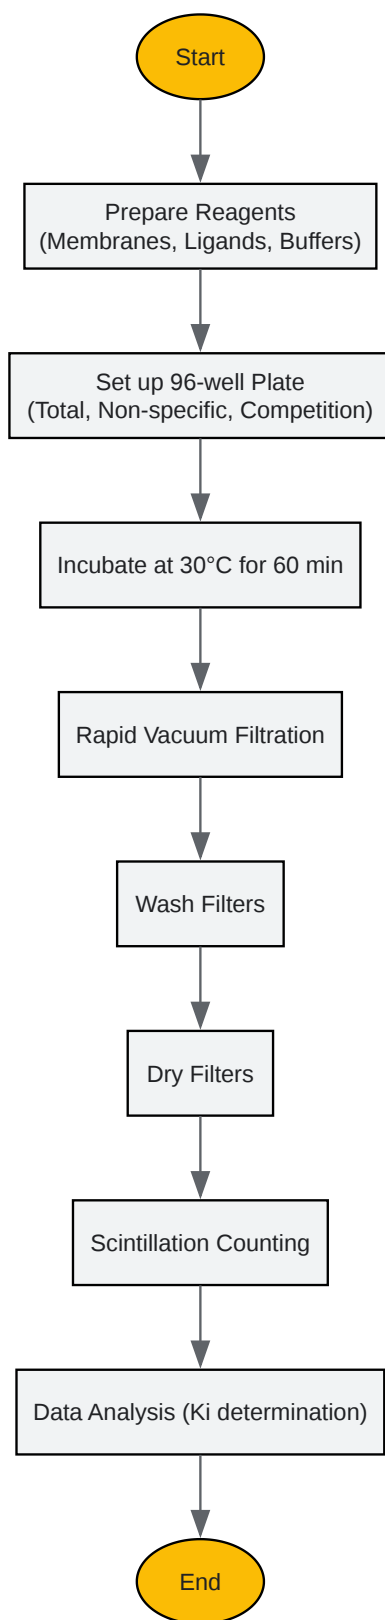 Start
Prepare Reagents
(Membranes, Ligands, Buffers)
Set up 96-well Plate
(Total, Non-specific, Competition)
Incubate at 30°C for 60 min
Rapid Vacuum Filtration
Wash Filters
Dry Filters
Scintillation Counting
Data Analysis (Ki determination)
End